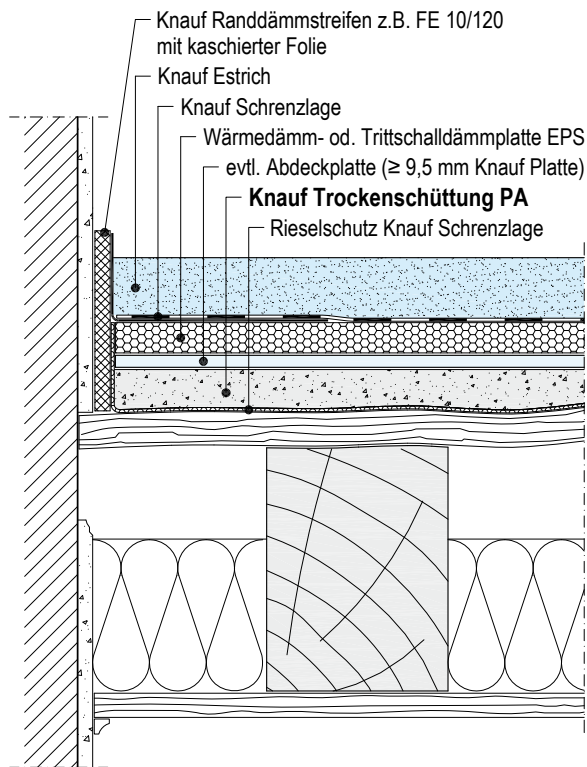 Knauf Randdämmstreifen z.B. FE 10/120
mit kaschierter Folie
Knauf Estrich
Knauf Schrenzlage
Wärmedämm- od. Trittschalldämmplatte EPS
evtl. Abdeckplatte (≥ 9,5 mm Knauf Platte)
Knauf Trockenschüttung PA
Rieselschutz Knauf Schrenzlage